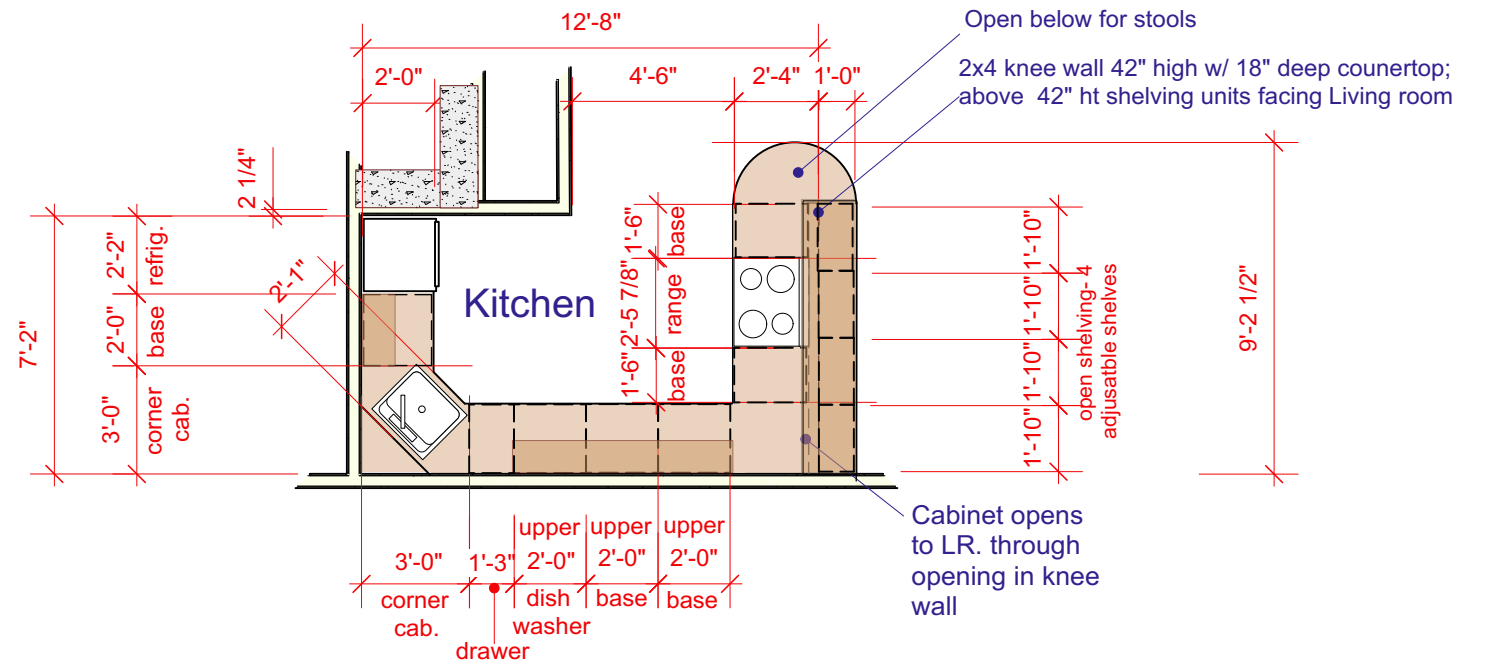 12'-8"
Open below for stools
2'-0"
4'-6"
2'-4"
1'-0"
2x4 knee wall 42" high w/ 18" deep counertop;
above 42" ht shelving units facing Living room
2 1/4"
7'-2"
2'-2"
refrig.
2'-0"
base
3'-0"
corner
cab.
2'-1"
Kitchen
1'-6"
base
2'-5 7/8"
range
1'-6"
base
1'-10"
1'-10"
1'-10"
1'-10"
open shelving- 4
adjusatble shelves
9'-2 1/2"
Cabinet opens
to LR. through
opening in knee
wall
upper
upper
upper
3'-0"
1'-3"
2'-0"
2'-0"
2'-0"
corner
cab.
drawer
dish
washer
base
base